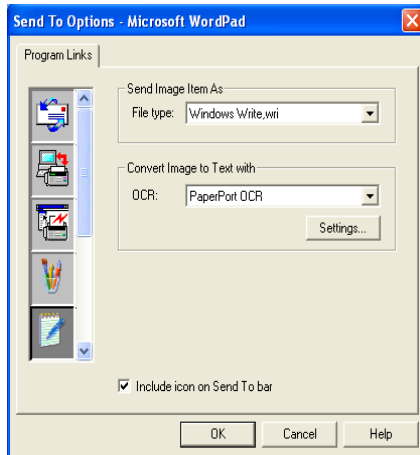 Send To Options - Microsoft WordPad
Program Links
Send Image Item As
File type: Windows Write,wri
Convert Image to Text with
OCR: PaperPort OCR
Settings...
Include icon on Send To bar
OK Cancel Help